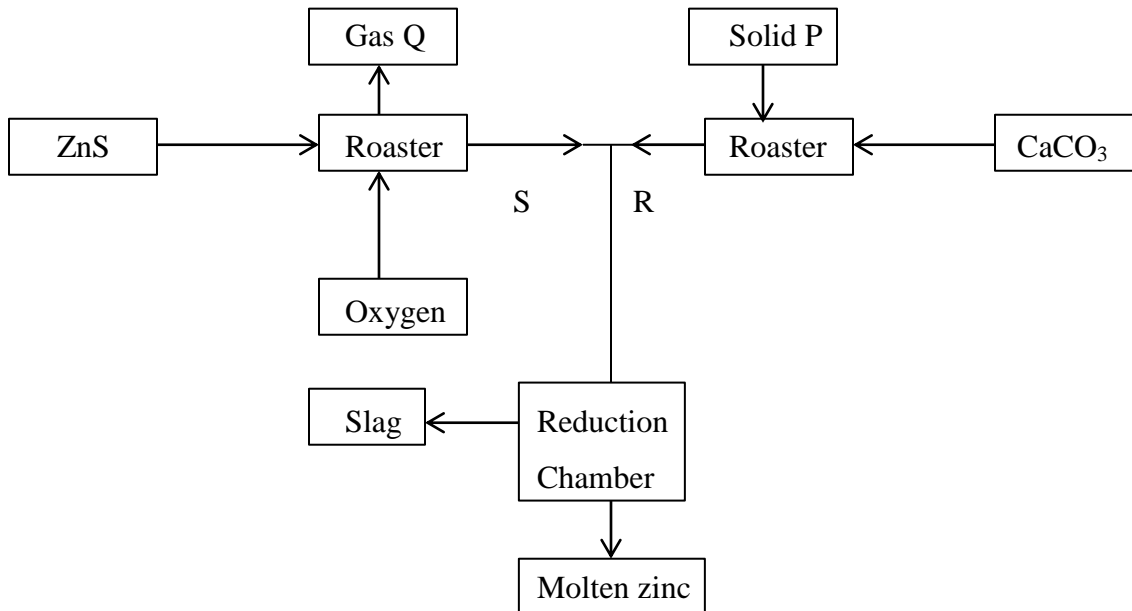 Gas Q
Solid P
ZnS
Roaster
Roaster
CaCO₃
S
R
Oxygen
Slag
Reduction
Chamber
Molten zinc